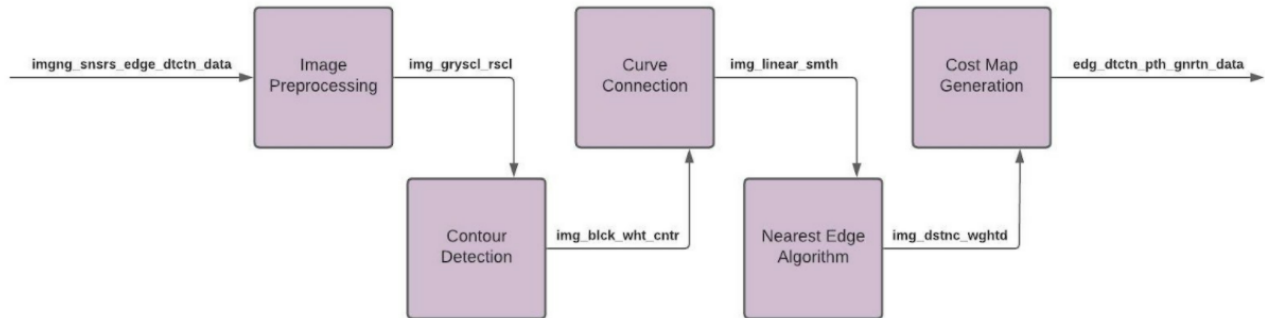 imgng_snsrs_edge_dtctn_data
Image
Preprocessing
img_gryscl_rscl
Contour
Detection
img_blck_wht_cntr
Curve
Connection
img_linear_smth
Nearest Edge
Algorithm
img_dstnc_wghtd
Cost Map
Generation
edg_dtctn_pth_gnrtn_data